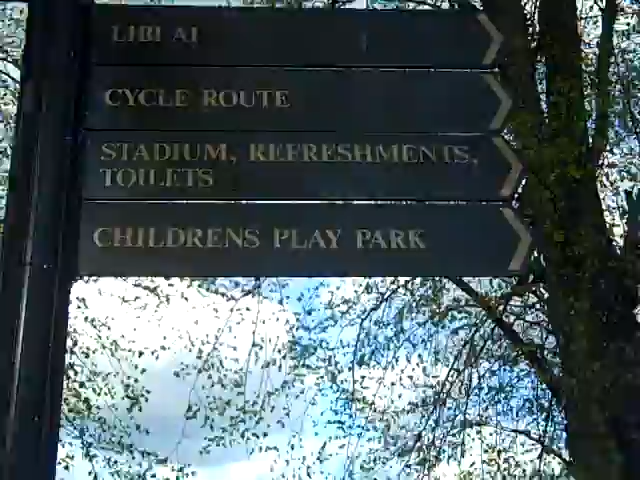 CYCLE ROUTE
STADIUM, REFRESHMENTS,
TOILETS
CHILDRENS PLAY PARK